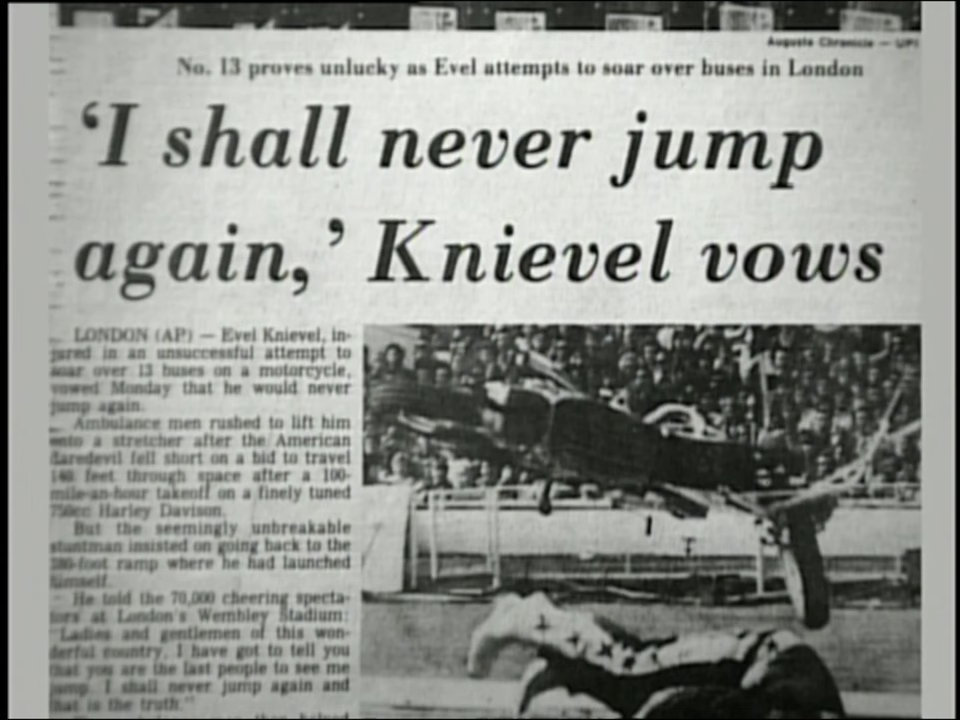 Augusta Chronicle — UPI
No. 13 proves unlucky as Evel attempts to soar over buses in London
‘I shall never jump
again,’ Knievel vows
LONDON (AP) — Evel Knievel, in-
jured in an unsuccessful attempt to
soar over 13 buses on a motorcycle,
vowed Monday that he would never
jump again.
Ambulance men rushed to lift him
onto a stretcher after the American
daredevil fell short on a bid to travel
140 feet through space after a 100-
mile-an-hour takeoff on a finely tuned
750cc Harley Davison.
But the seemingly unbreakable
stuntman insisted on going back to the
foot ramp where he had launched
himself.
He told the 70,000 cheering specta-
tors at London's Wembley Stadium:
"Ladies and gentlemen of this won-
derful country, I have got to tell you
that you are the last people to see me
jump. I shall never jump again and
that is the truth."